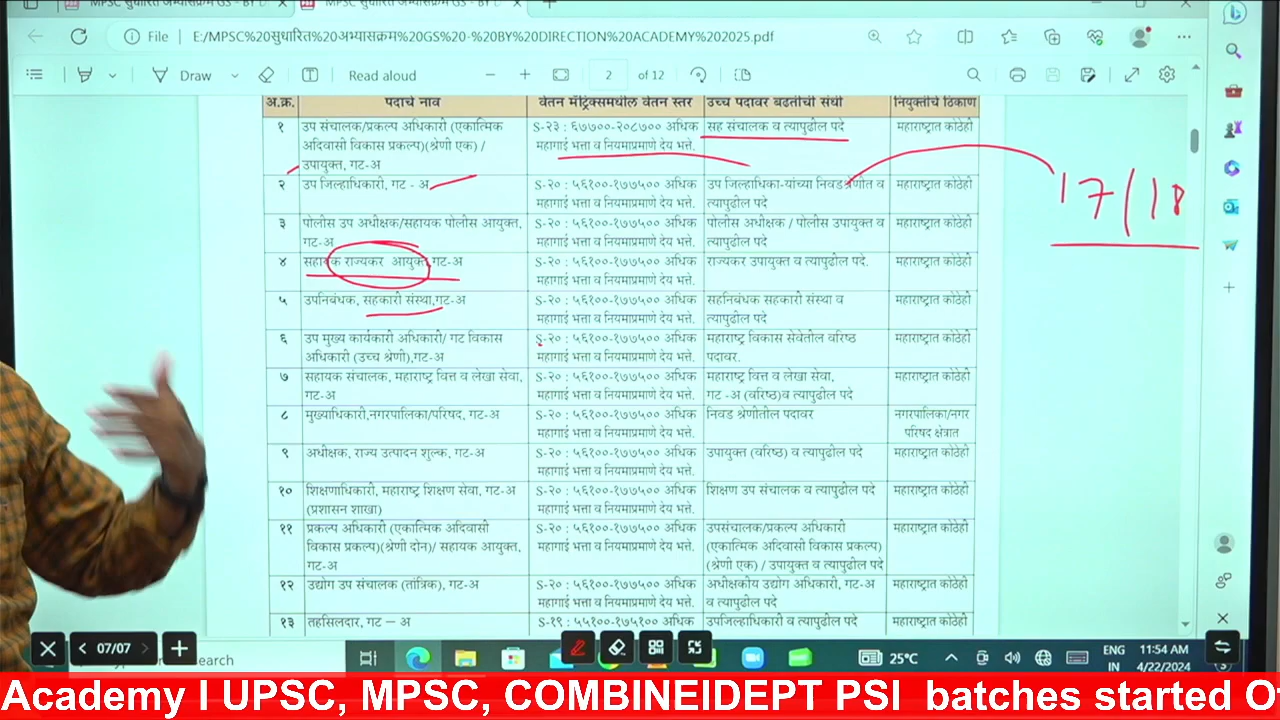 MPSC सुधारित अभ्यासक्रम GS - BY D
MPSC सुधारित अभ्यासक्रम GS - BY D
File
E:/MPSC%20सुधारित%20अभ्यासक्रम%20GS%20-%20BY%20DIRECTION%20ACADEMY%202025.pdf
Draw
Read aloud
2
of 12
अ.क्र. पदाचे नाव वेतन मॅट्रिक्समधील वेतन स्तर उच्च पदावर बढतीची संधी नियुक्तीचे ठिकाण
१ उप संचालक/प्रकल्प अधिकारी (एकात्मिक S-२३ : ६७७००-२०८७०० अधिक सह संचालक व त्यापुढील पदे महाराष्ट्रात कोठेही
अदिवासी विकास प्रकल्प)(श्रेणी एक) / महागाई भत्ता व नियमाप्रमाणे देय भत्ते.
उपायुक्त, गट-अ
२ उप जिल्हाधिकारी, गट - अ S-२० : ५६१००-१७७५०० अधिक उप जिल्हाधिका-यांच्या निवडश्रेणीत व महाराष्ट्रात कोठेही
महागाई भत्ता व नियमाप्रमाणे देय भत्ते. त्यापुढील पदे
17/18
३ पोलीस उप अधीक्षक/सहायक पोलीस आयुक्त, S-२० : ५६१००-१७७५०० अधिक पोलीस अधीक्षक / पोलीस उपायुक्त व महाराष्ट्रात कोठेही
गट-अ महागाई भत्ता व नियमाप्रमाणे देय भत्ते. त्यापुढील पदे
४ सहायक राज्यकर आयुक्त,गट-अ S-२० : ५६१००-१७७५०० अधिक राज्यकर उपायुक्त व त्यापुढील पदे. महाराष्ट्रात कोठेही
महागाई भत्ता व नियमाप्रमाणे देय भत्ते.
५ उपनिबंधक, सहकारी संस्था,गट-अ S-२० : ५६१००-१७७५०० अधिक सहनिबंधक सहकारी संस्था व महाराष्ट्रात कोठेही
महागाई भत्ता व नियमाप्रमाणे देय भत्ते. त्यापुढील पदे
६ उप मुख्य कार्यकारी अधिकारी/ गट विकास S-२० : ५६१००-१७७५०० अधिक महाराष्ट्र विकास सेवेतील वरिष्ठ महाराष्ट्रात कोठेही
अधिकारी (उच्च श्रेणी),गट-अ महागाई भत्ता व नियमाप्रमाणे देय भत्ते. पदावर.
७ सहायक संचालक, महाराष्ट्र वित्त व लेखा सेवा, S-२० : ५६१००-१७७५०० अधिक महाराष्ट्र वित्त व लेखा सेवा, महाराष्ट्रात कोठेही
गट-अ महागाई भत्ता व नियमाप्रमाणे देय भत्ते. गट -अ (वरिष्ठ)व त्यापुढील पदे
८ मुख्याधिकारी,नगरपालिका/परिषद, गट-अ S-२० : ५६१००-१७७५०० अधिक निवड श्रेणीतील पदावर नगरपालिका/नगर
महागाई भत्ता व नियमाप्रमाणे देय भत्ते. परिषद क्षेत्रात
९ अधीक्षक, राज्य उत्पादन शुल्क, गट-अ S-२० : ५६१००-१७७५०० अधिक उपायुक्त (वरिष्ठ) व त्यापुढील पदे महाराष्ट्रात कोठेही
महागाई भत्ता व नियमाप्रमाणे देय भत्ते.
१० शिक्षणाधिकारी, महाराष्ट्र शिक्षण सेवा, गट-अ S-२० : ५६१००-१७७५०० अधिक शिक्षण उप संचालक व त्यापुढील पदे महाराष्ट्रात कोठेही
(प्रशासन शाखा) महागाई भत्ता व नियमाप्रमाणे देय भत्ते.
११ प्रकल्प अधिकारी (एकात्मिक अदिवासी S-२० : ५६१००-१७७५०० अधिक उपसंचालक/प्रकल्प अधिकारी महाराष्ट्रात कोठेही
विकास प्रकल्प)(श्रेणी दोन)/ सहायक आयुक्त, महागाई भत्ता व नियमाप्रमाणे देय भत्ते. (एकात्मिक अदिवासी विकास प्रकल्प)
गट-अ (श्रेणी एक) / उपायुक्त व त्यापुढील पदे
१२ उद्योग उप संचालक (तांत्रिक), गट-अ S-२० : ५६१००-१७७५०० अधिक अधीक्षकीय उद्योग अधिकारी, गट-अ महाराष्ट्रात कोठेही
महागाई भत्ता व नियमाप्रमाणे देय भत्ते. व त्यापुढील पदे
१३ तहसिलदार, गट – अ S-१९ : ५५१००-१७५१०० अधिक उपजिल्हाधिकारी व त्यापुढील पदे महाराष्ट्रात कोठेही
07/07
search
25°C
ENG
IN
11:54 AM
4/22/2024
Academy I UPSC, MPSC, COMBINEIDEPT PSI batches started O